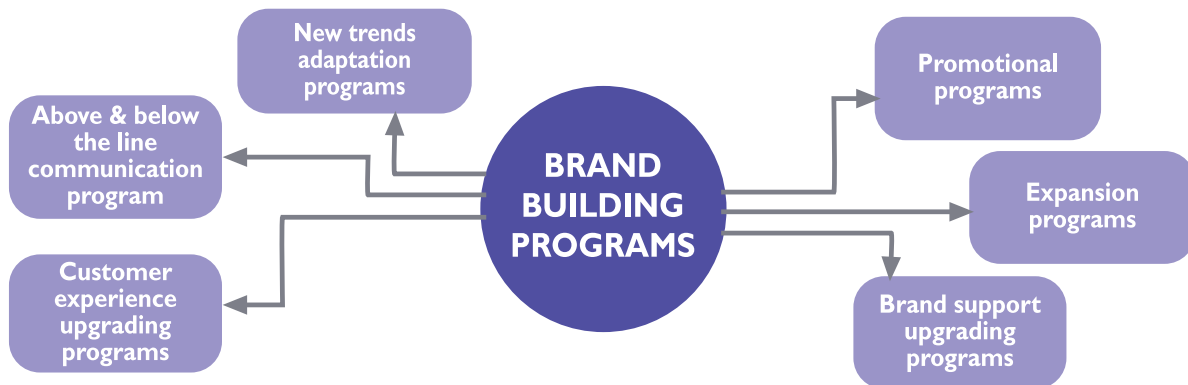 New trends
adaptation
programs
Above & below
the line
communication
program
Customer
experience
upgrading
programs
BRAND
BUILDING
PROGRAMS
Promotional
programs
Expansion
programs
Brand support
upgrading
programs